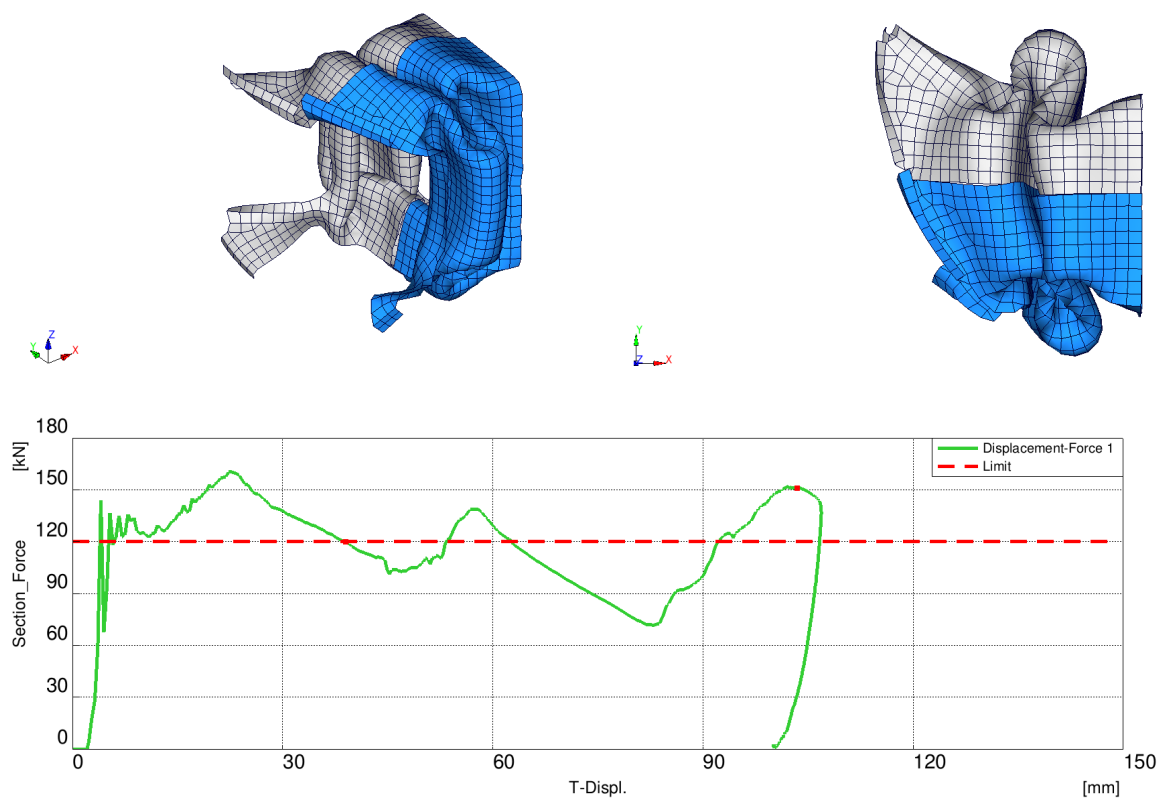 Z
Y
X
Y
Z
X
180
[kN]
150
120
90
60
30
0
Section_Force
Displacement-Force 1
Limit
0
30
60
90
120
150
T-Displ.
[mm]